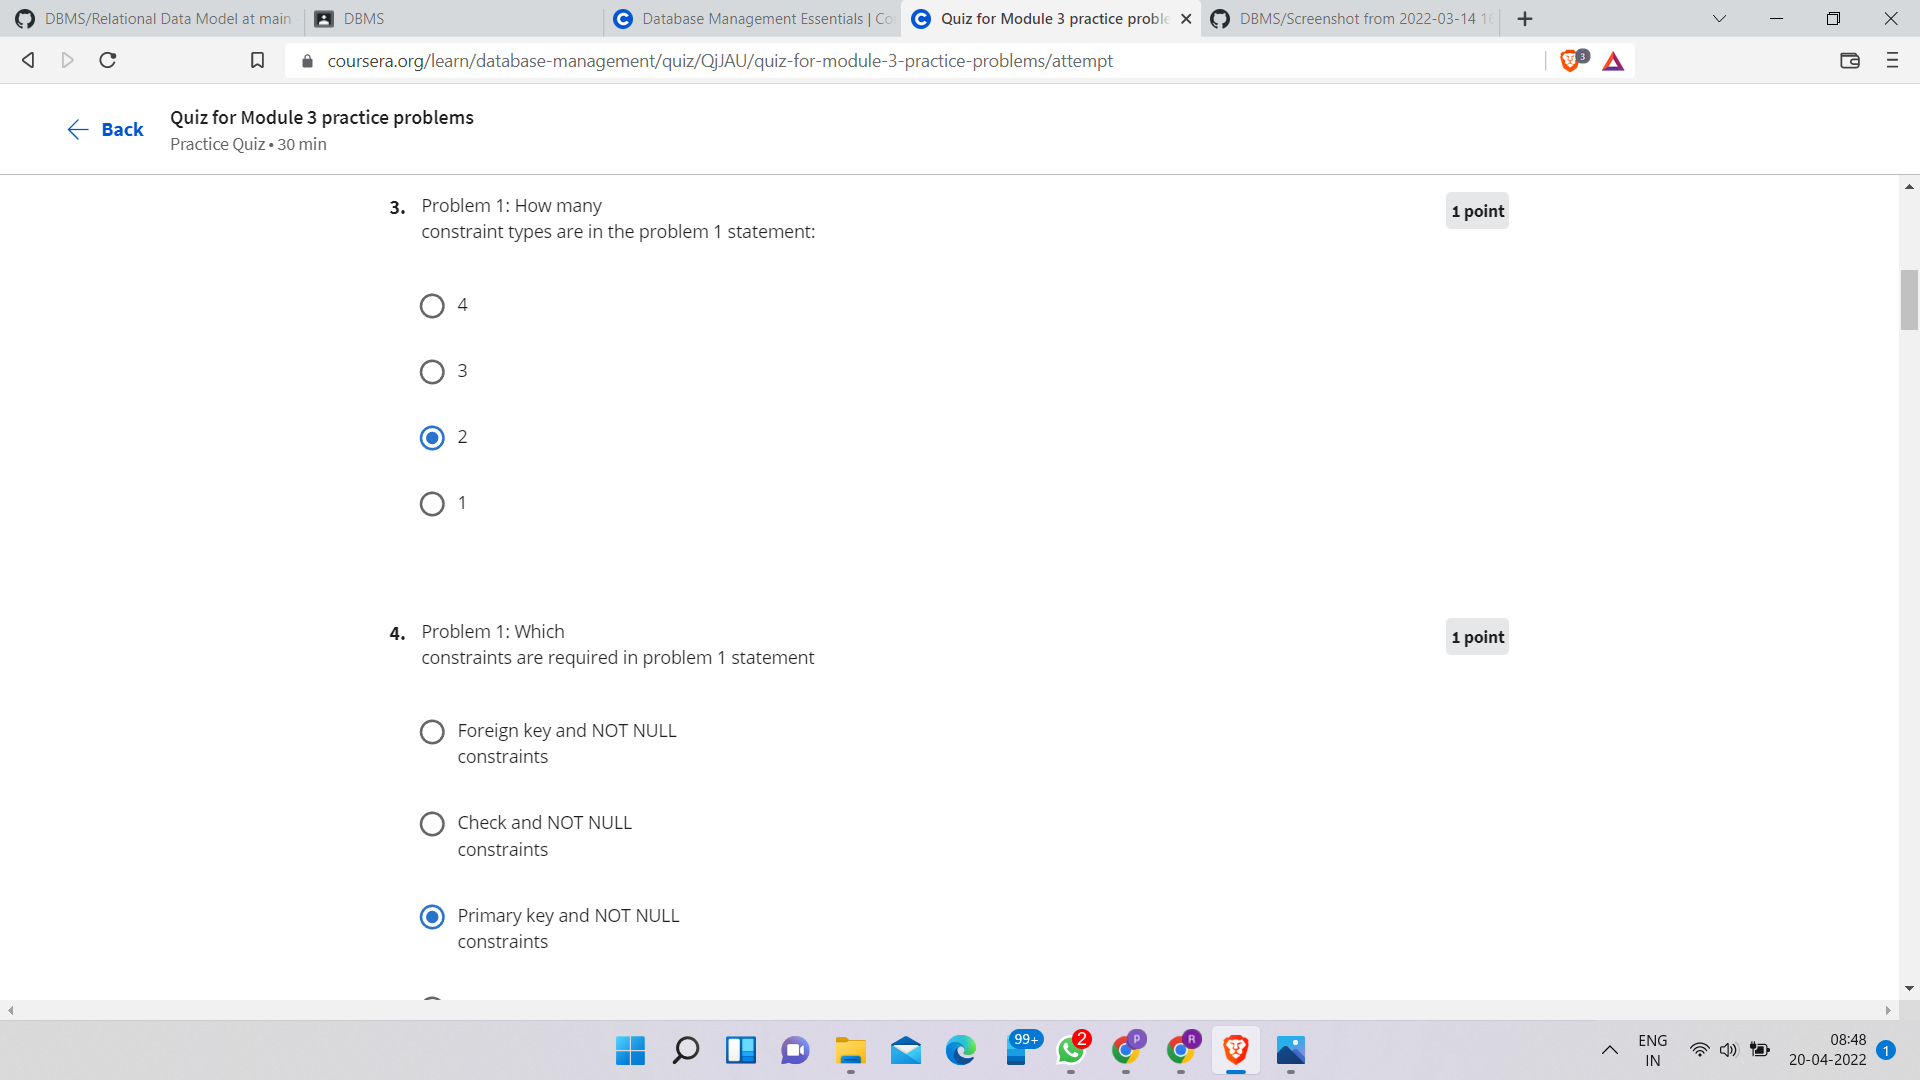 DBMS/Relational Data Model at main
DBMS
Database Management Essentials | Co
Quiz for Module 3 practice proble
DBMS/Screenshot from 2022-03-14 16
coursera.org/learn/database-management/quiz/QjJAU/quiz-for-module-3-practice-problems/attempt
3
Back
Quiz for Module 3 practice problems
Practice Quiz • 30 min
3. Problem 1: How many
constraint types are in the problem 1 statement:
1 point
4
3
2
1
4. Problem 1: Which
constraints are required in problem 1 statement
1 point
Foreign key and NOT NULL
constraints
Check and NOT NULL
constraints
Primary key and NOT NULL
constraints
99+
2
P
R
ENG
IN
08:48
20-04-2022
1